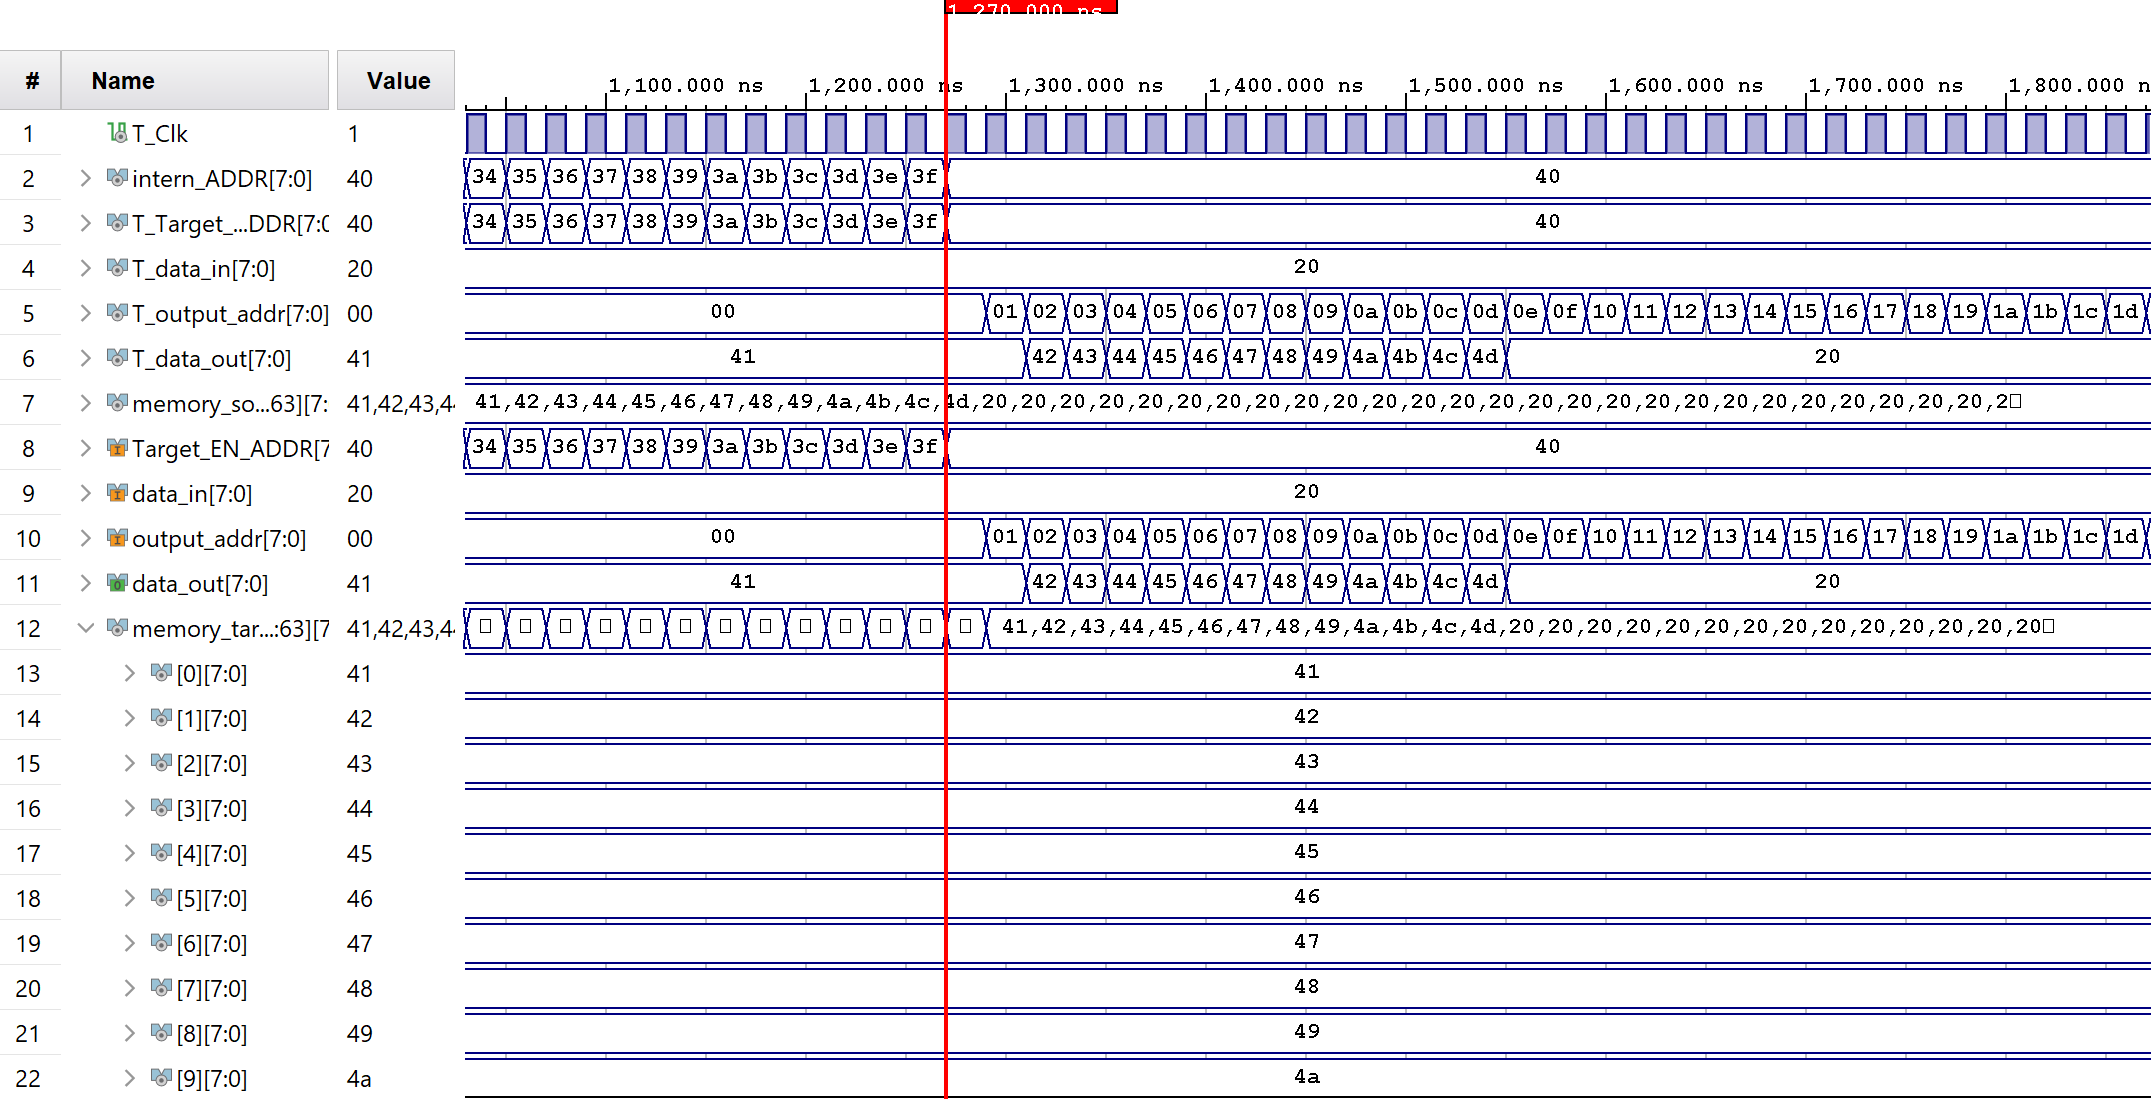 1,270.000 ns
# Name Value
1,100.000 ns 1,200.000 ns 1,300.000 ns 1,400.000 ns 1,500.000 ns 1,600.000 ns 1,700.000 ns 1,800.000 n
1 T_Clk 1
2 intern_ADDR[7:0] 40 34 35 36 37 38 39 3a 3b 3c 3d 3e 3f 40
3 T_Target_...DDR[7:0 40 34 35 36 37 38 39 3a 3b 3c 3d 3e 3f 40
4 T_data_in[7:0] 20 20
5 T_output_addr[7:0] 00 00 01 02 03 04 05 06 07 08 09 0a 0b 0c 0d 0e 0f 10 11 12 13 14 15 16 17 18 19 1a 1b 1c 1d
6 T_data_out[7:0] 41 41 42 43 44 45 46 47 48 49 4a 4b 4c 4d 20
7 memory_so...63][7: 41,42,43,4 41,42,43,44,45,46,47,48,49,4a,4b,4c,4d,20,20,20,20,20,20,20,20,20,20,20,20,20,20,20,20,20,20,20,20,20,20,20,20,20,20,2□
8 Target_EN_ADDR[7 40 34 35 36 37 38 39 3a 3b 3c 3d 3e 3f 40
9 data_in[7:0] 20 20
10 output_addr[7:0] 00 00 01 02 03 04 05 06 07 08 09 0a 0b 0c 0d 0e 0f 10 11 12 13 14 15 16 17 18 19 1a 1b 1c 1d
11 data_out[7:0] 41 41 42 43 44 45 46 47 48 49 4a 4b 4c 4d 20
12 memory_tar...:63][7 41,42,43,4 □ □ □ □ □ □ □ □ □ □ □ □ □ 41,42,43,44,45,46,47,48,49,4a,4b,4c,4d,20,20,20,20,20,20,20,20,20,20,20,20,20,20□
13 [0][7:0] 41 41
14 [1][7:0] 42 42
15 [2][7:0] 43 43
16 [3][7:0] 44 44
17 [4][7:0] 45 45
18 [5][7:0] 46 46
19 [6][7:0] 47 47
20 [7][7:0] 48 48
21 [8][7:0] 49 49
22 [9][7:0] 4a 4a